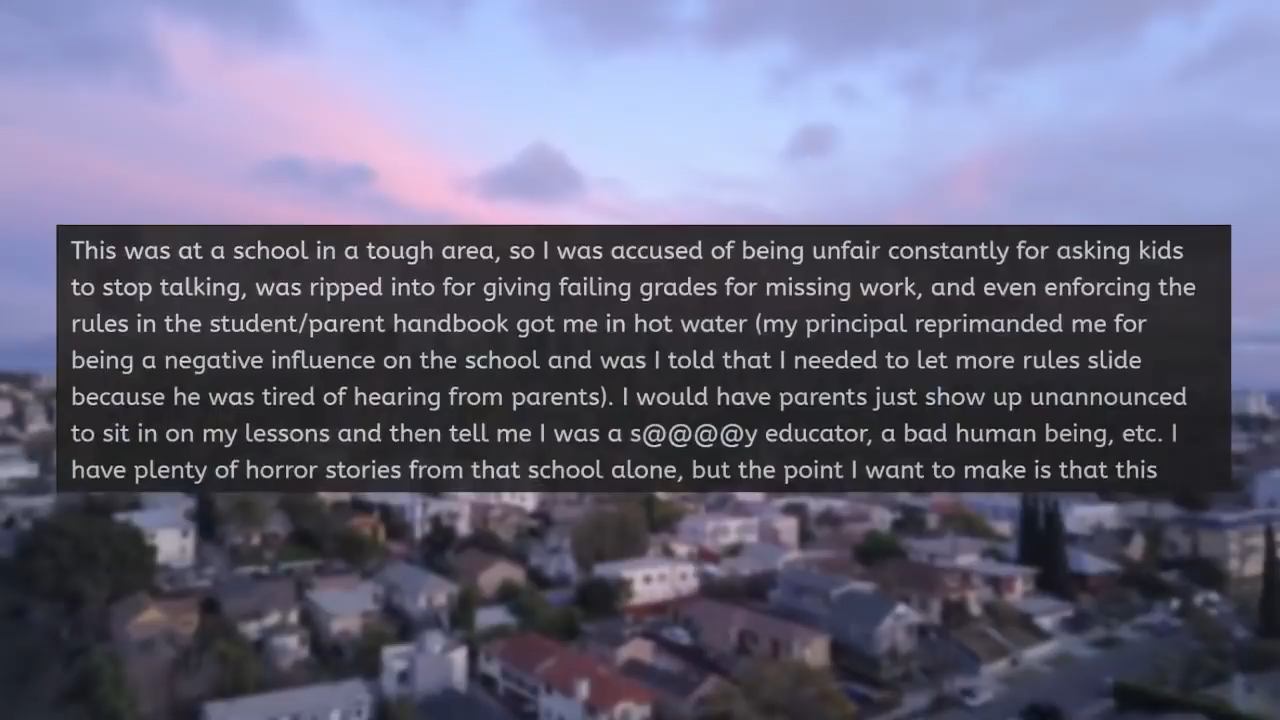 This was at a school in a tough area, so I was accused of being unfair constantly for asking kids
to stop talking, was ripped into for giving failing grades for missing work, and even enforcing the
rules in the student/parent handbook got me in hot water (my principal reprimanded me for
being a negative influence on the school and was I told that I needed to let more rules slide
because he was tired of hearing from parents). I would have parents just show up unannounced
to sit in on my lessons and then tell me I was a s@@@@y educator, a bad human being, etc. I
have plenty of horror stories from that school alone, but the point I want to make is that this